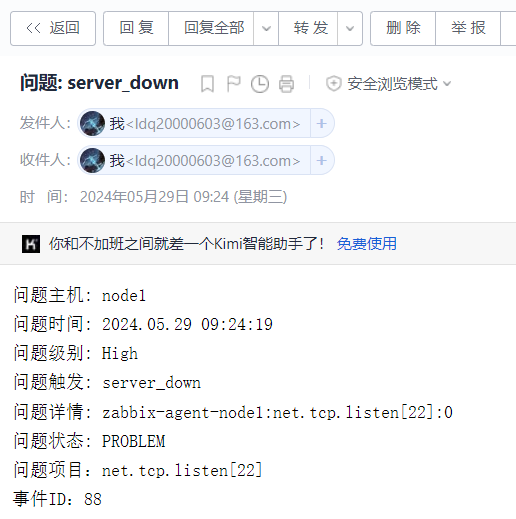 << 返回 回 复 回复全部 转 发 删 除 举 报
问题: server_down 安全浏览模式
发件人： 我<ldq20000603@163.com> +
收件人： 我<ldq20000603@163.com> +
时 间： 2024年05月29日 09:24 (星期三)
K 你和不加班之间就差一个Kimi智能助手了！ 免费使用
问题主机: node1
问题时间: 2024.05.29 09:24:19
问题级别: High
问题触发: server_down
问题详情: zabbix-agent-node1:net.tcp.listen[22]:0
问题状态: PROBLEM
问题项目：net.tcp.listen[22]
事件ID：88